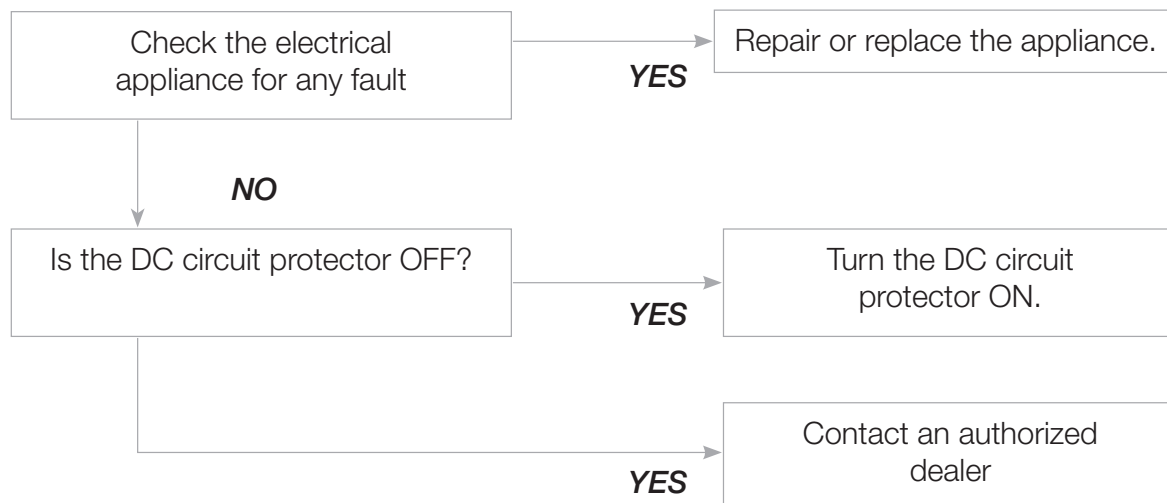 Check the electrical
appliance for any fault
YES
Repair or replace the appliance.
NO
Is the DC circuit protector OFF?
YES
Turn the DC circuit
protector ON.
YES
Contact an authorized
dealer